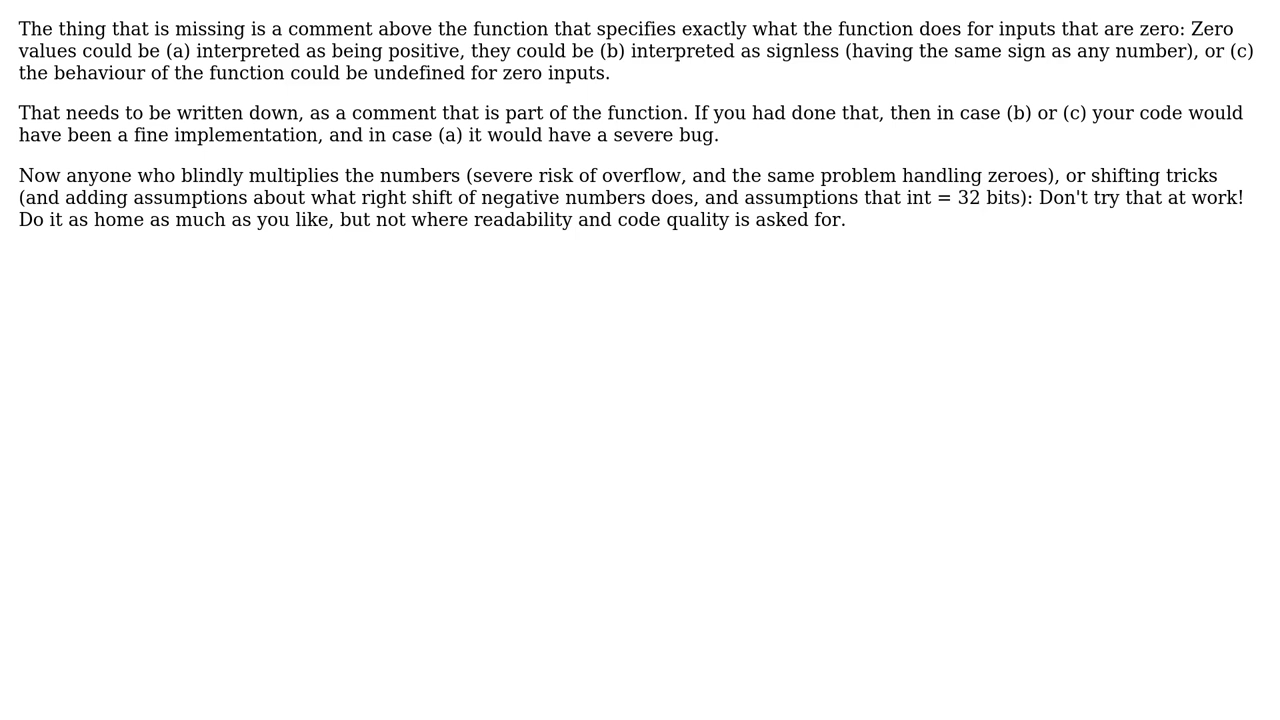 The thing that is missing is a comment above the function that specifies exactly what the function does for inputs that are zero: Zero
values could be (a) interpreted as being positive, they could be (b) interpreted as signless (having the same sign as any number), or (c)
the behaviour of the function could be undefined for zero inputs.
That needs to be written down, as a comment that is part of the function. If you had done that, then in case (b) or (c) your code would
have been a fine implementation, and in case (a) it would have a severe bug.
Now anyone who blindly multiplies the numbers (severe risk of overflow, and the same problem handling zeroes), or shifting tricks
(and adding assumptions about what right shift of negative numbers does, and assumptions that int = 32 bits): Don't try that at work!
Do it as home as much as you like, but not where readability and code quality is asked for.